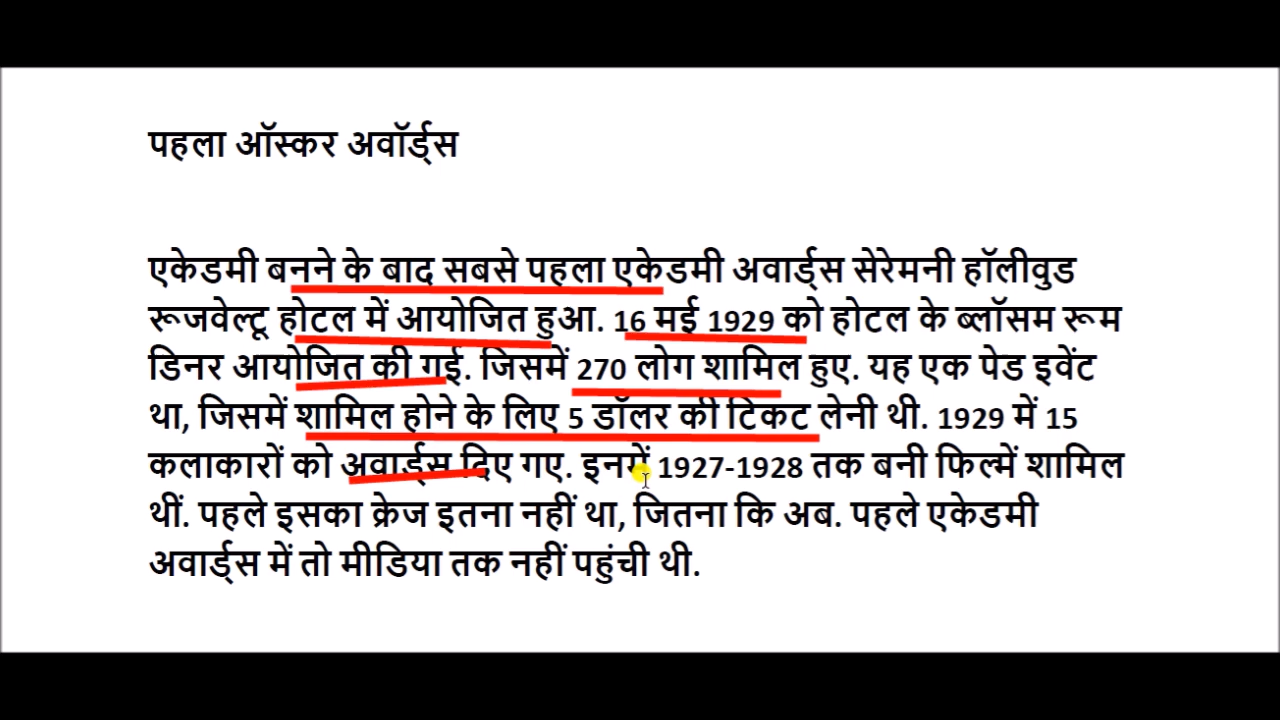 पहला ऑस्कर अवॉर्ड्स
एकेडमी बनने के बाद सबसे पहला एकेडमी अवार्ड्स सेरेमनी हॉलीवुड
रूजवेल्टू होटल में आयोजित हुआ. 16 मई 1929 को होटल के ब्लॉसम रूम
डिनर आयोजित की गई. जिसमें 270 लोग शामिल हुए. यह एक पेड इवेंट
था, जिसमें शामिल होने के लिए 5 डॉलर की टिकट लेनी थी. 1929 में 15
कलाकारों को अवार्ड्स दिए गए. इनमें 1927-1928 तक बनी फिल्में शामिल
थीं. पहले इसका क्रेज इतना नहीं था, जितना कि अब. पहले एकेडमी
अवार्ड्स में तो मीडिया तक नहीं पहुंची थी.